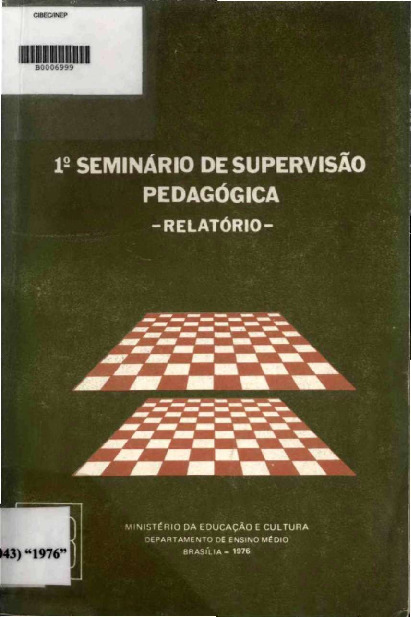 CIBEC/INEP
B0006999
1º SEMINÁRIO DE SUPERVISÃO
PEDAGÓGICA
-RELATÓRIO-
MINISTÉRIO DA EDUCAÇÃO E CULTURA
DEPARTAMENTO DE ENSINO MÉDIO
BRASÍLIA - 1976
043) "1976"